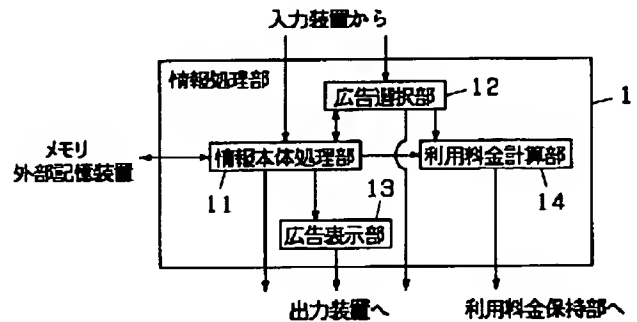 入力装置から
情報処理部
広告選択部
12
1
メモリ
外部記憶装置
情報本体処理部
利用料金計算部
11
13
14
広告表示部
出力装置へ
利用料金保持部へ